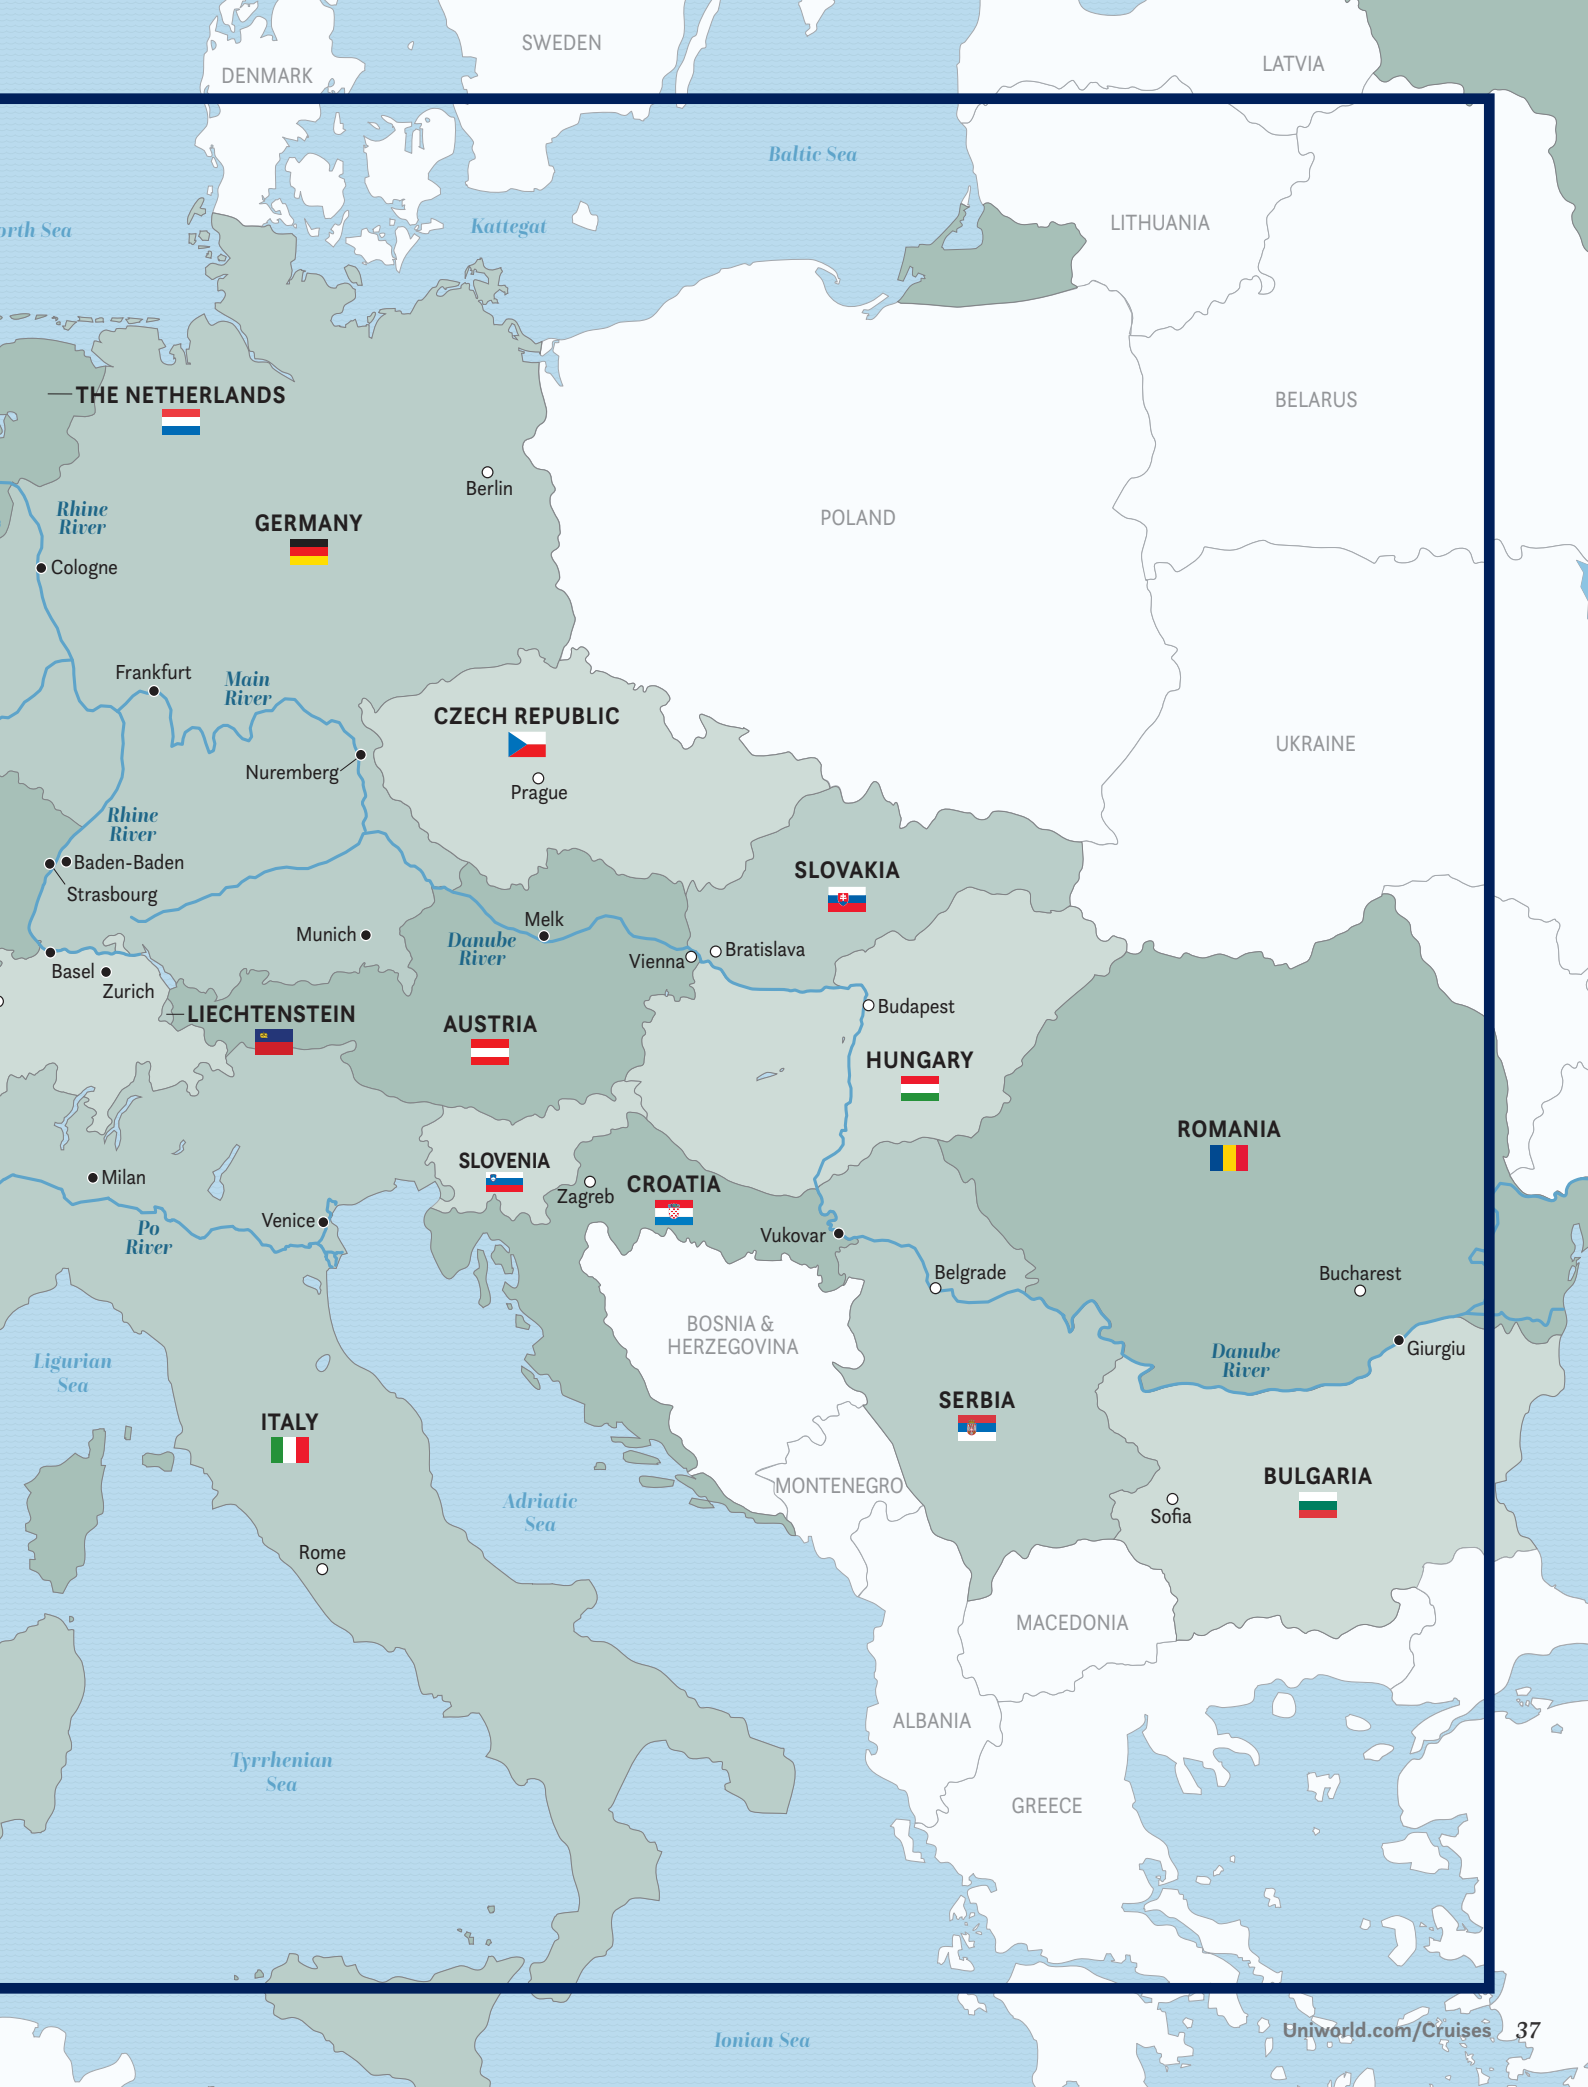 SWEDEN
DENMARK
LATVIA
Baltic Sea
Kattegat
LITHUANIA
orth Sea
THE NETHERLANDS
BELARUS
Berlin
Rhine
River
GERMANY
POLAND
Cologne
Frankfurt
Main
River
CZECH REPUBLIC
UKRAINE
Nuremberg
Prague
Rhine
River
Baden-Baden
Strasbourg
SLOVAKIA
Munich
Melk
Danube
River
Vienna
Bratislava
Basel
Zurich
LIECHTENSTEIN
AUSTRIA
Budapest
HUNGARY
ROMANIA
SLOVENIA
Milan
Zagreb
CROATIA
Venice
Po
River
Vukovar
Belgrade
Bucharest
BOSNIA &
HERZEGOVINA
Danube
River
Giurgiu
Ligurian
Sea
SERBIA
ITALY
BULGARIA
MONTENEGRO
Adriatic
Sea
Sofia
Rome
MACEDONIA
ALBANIA
Tyrrhenian
Sea
GREECE
Ionian Sea
Uniworld.com/Cruises 37